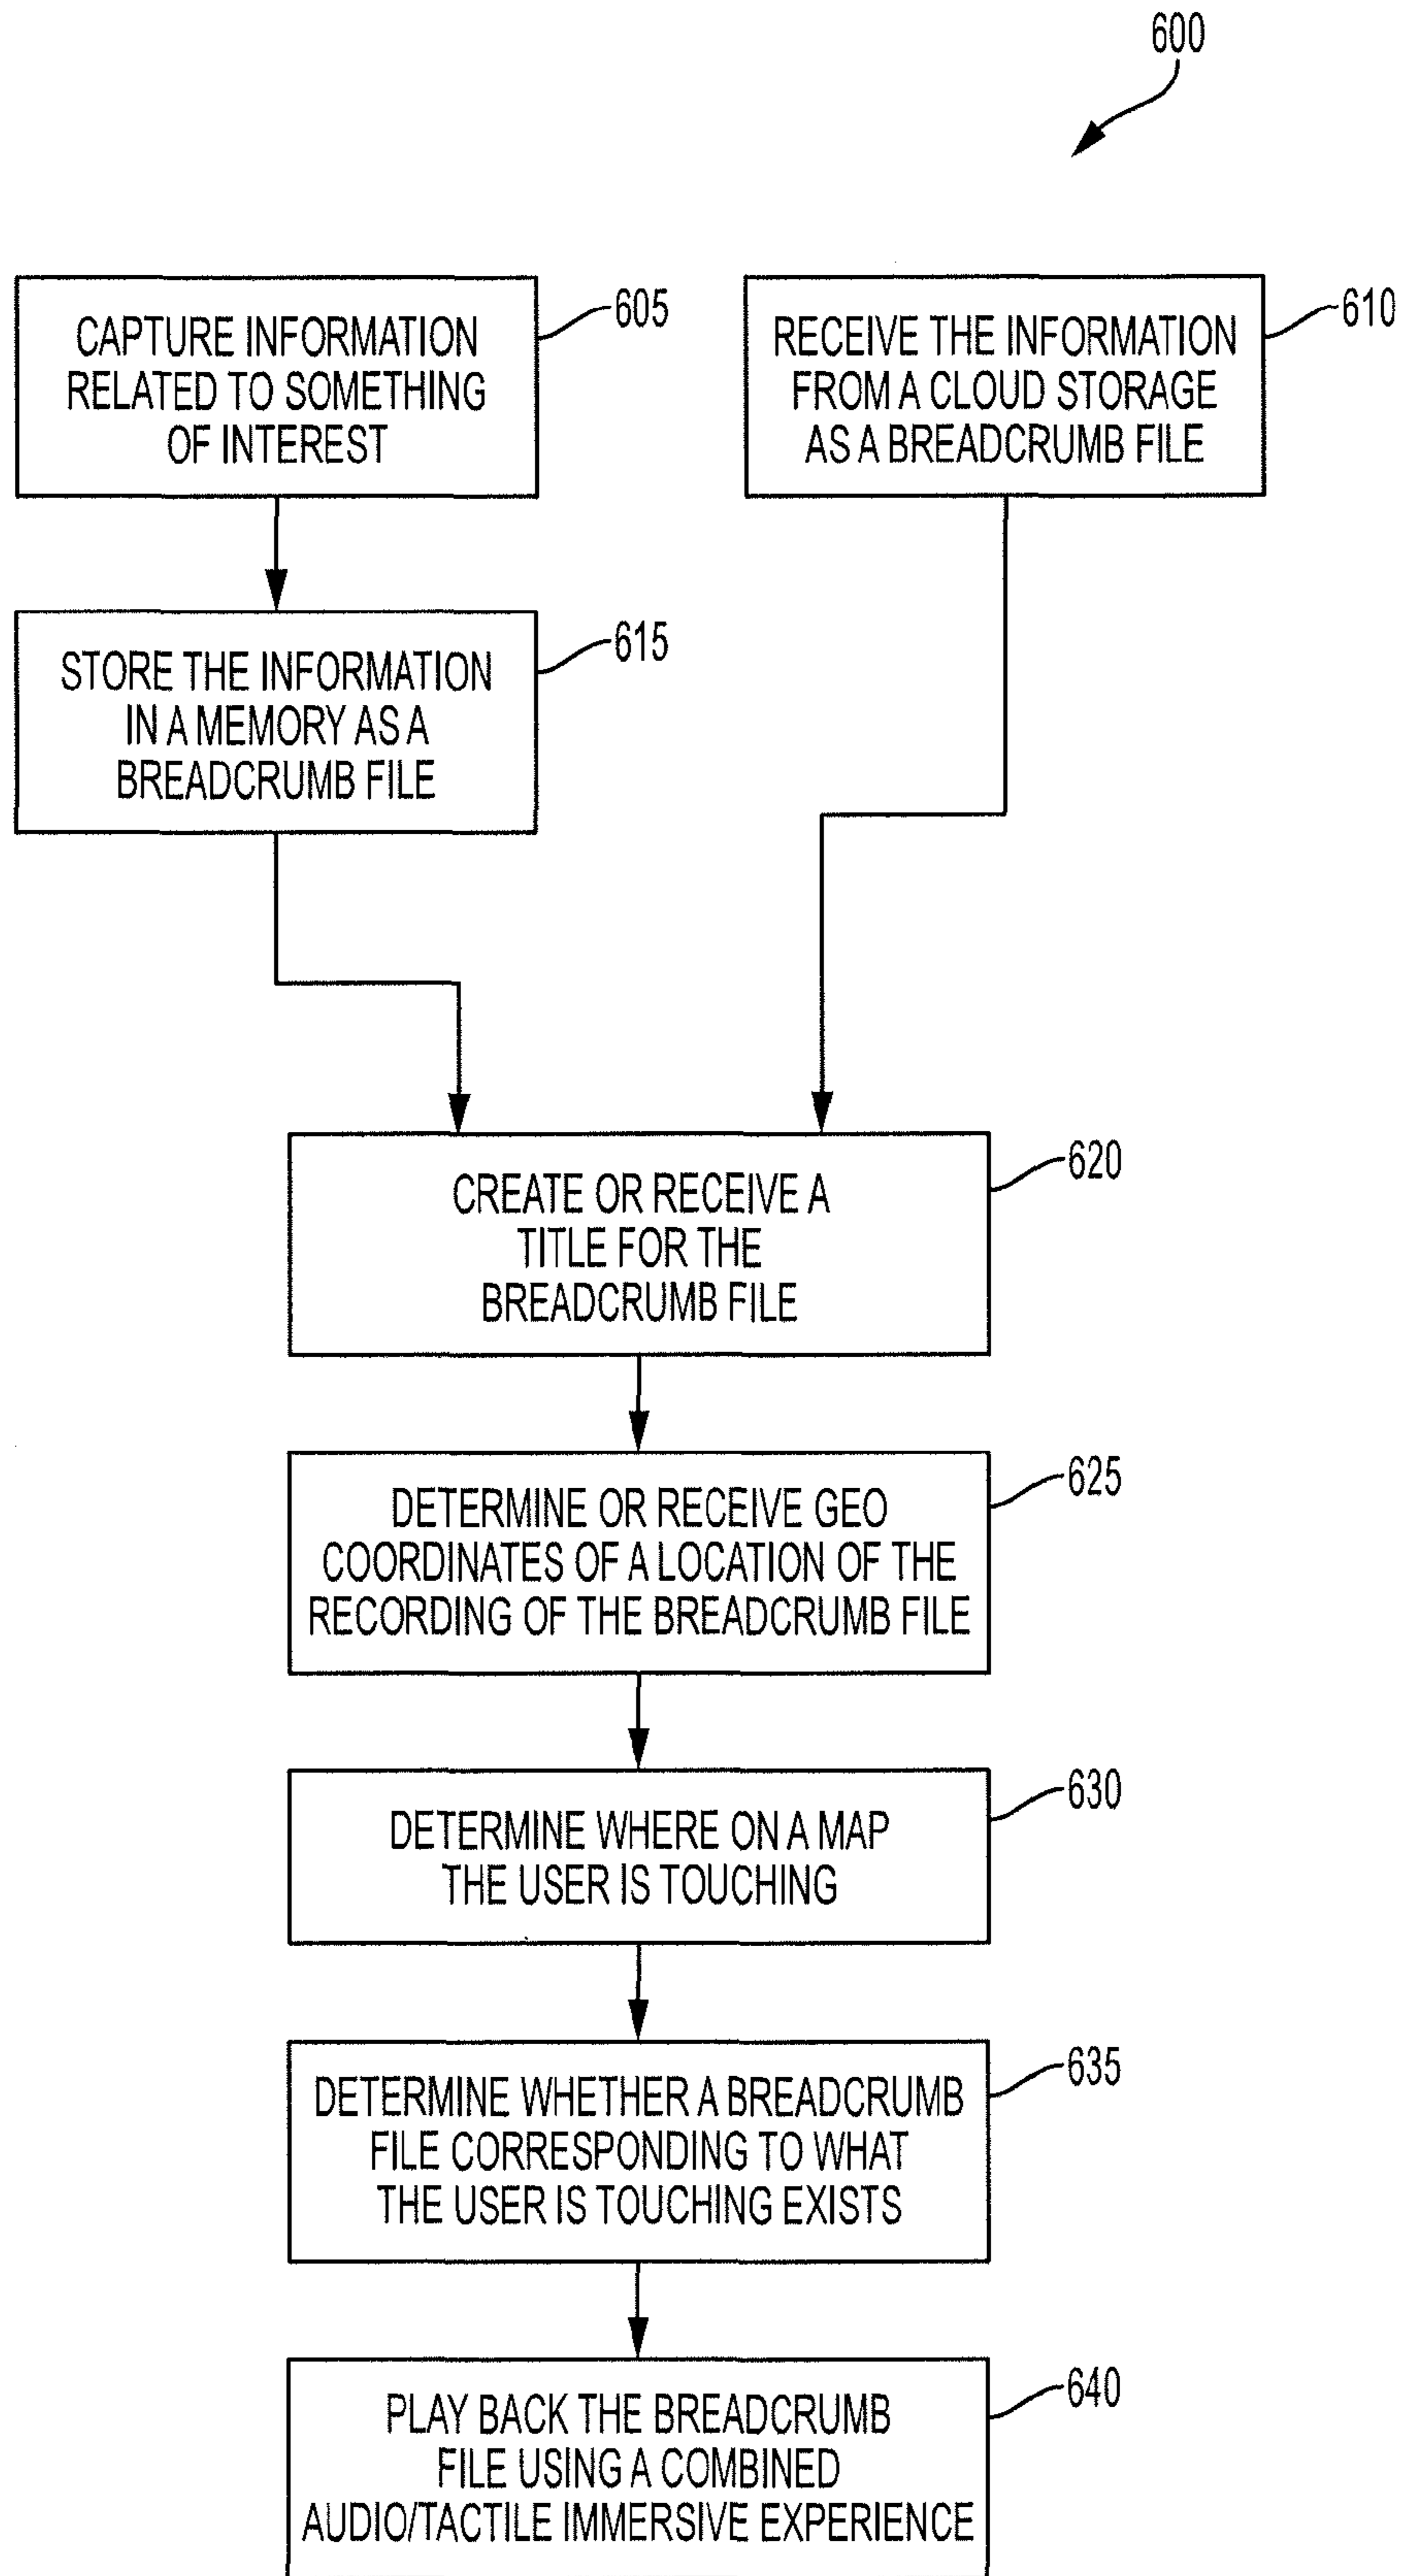 600
CAPTURE INFORMATION
RELATED TO SOMETHING
OF INTEREST
605
RECEIVE THE INFORMATION
FROM A CLOUD STORAGE
AS A BREADCRUMB FILE
610
STORE THE INFORMATION
IN A MEMORY AS A
BREADCRUMB FILE
615
CREATE OR RECEIVE A
TITLE FOR THE
BREADCRUMB FILE
620
DETERMINE OR RECEIVE GEO
COORDINATES OF A LOCATION OF THE
RECORDING OF THE BREADCRUMB FILE
625
DETERMINE WHERE ON A MAP
THE USER IS TOUCHING
630
DETERMINE WHETHER A BREADCRUMB
FILE CORRESPONDING TO WHAT
THE USER IS TOUCHING EXISTS
635
PLAY BACK THE BREADCRUMB
FILE USING A COMBINED
AUDIO/TACTILE IMMERSIVE EXPERIENCE
640